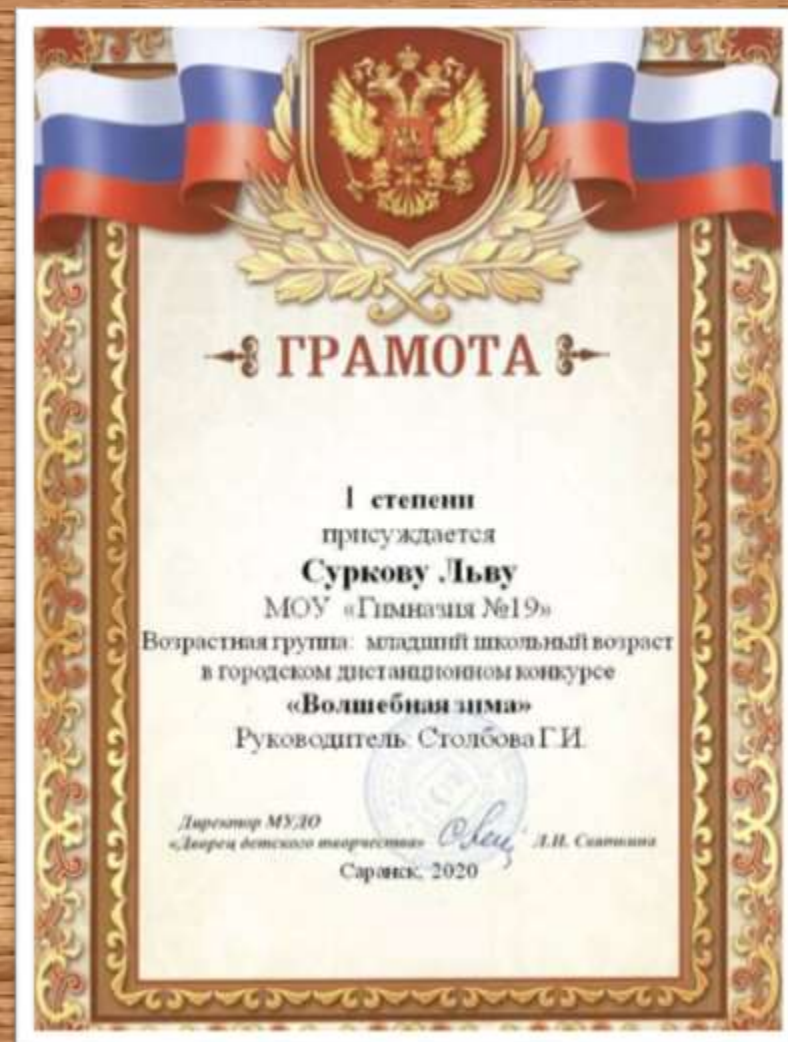 ГРАМОТА
I степени
присуждается
Суркову Льву
МОУ «Гимназия №19»
Возрастная группа: младший школьный возраст
в городском дистанционном конкурсе
«Волшебная зима»
Руководитель: Столбова Г.И.
Директор МУДО
«Дворец детского творчества» Л.И.
Саранск, 2020